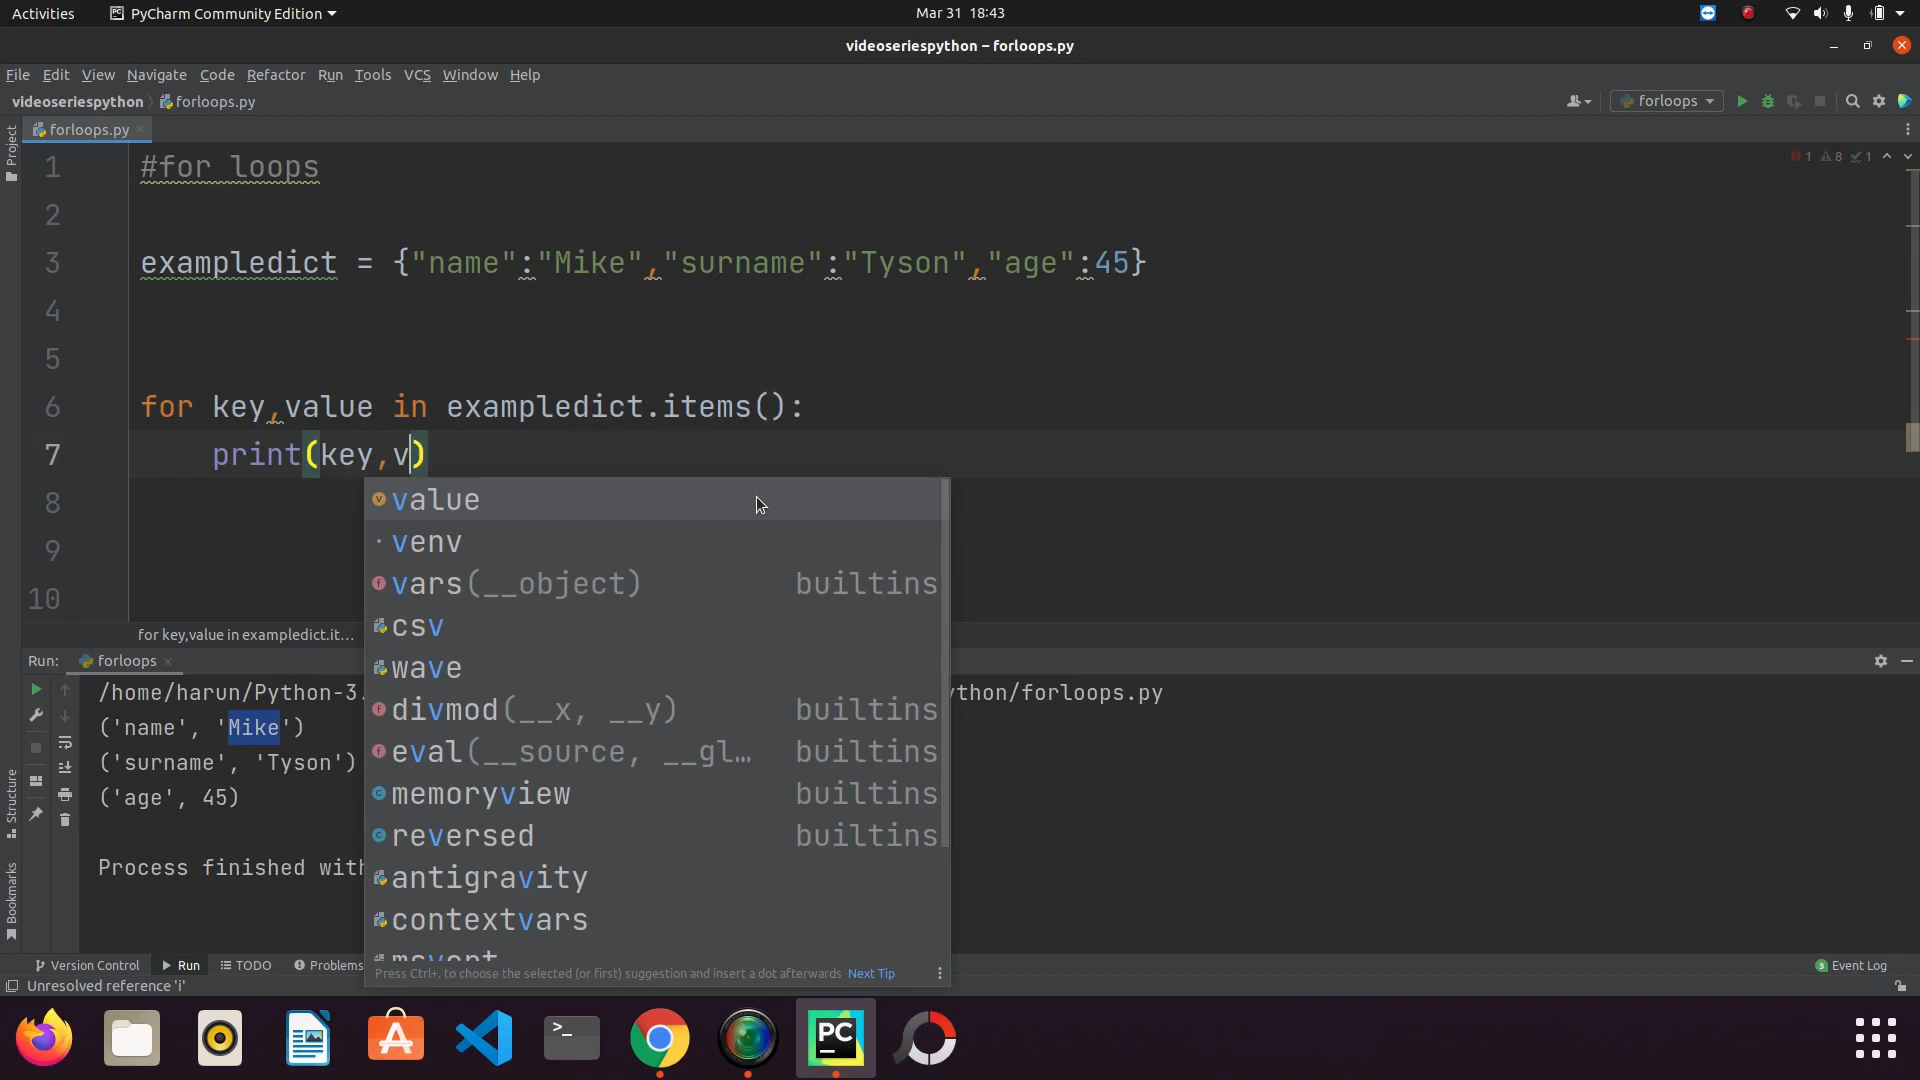 Activities
PyCharm Community Edition
Mar 31 18:43
videoseriespython – forloops.py
File Edit View Navigate Code Refactor Run Tools VCS Window Help
videoseriespython forloops.py
forloops
forloops.py
Project
1 #for loops
1 8 1
2
3 exampledict = {"name":"Mike","surname":"Tyson","age":45}
4
5
6 for key,value in exampledict.items():
7 print(key,v)
8
9
10
value
venv
vars(__object) builtins
csv
wave
divmod(__x, __y) builtins
eval(__source, __gl… builtins
memoryview builtins
reversed builtins
antigravity
contextvars
Press Ctrl+. to choose the selected (or first) suggestion and insert a dot afterwards Next Tip
for key,value in exampledict.it…
Run: forloops
/home/harun/Python-3. ython/forloops.py
('name', 'Mike')
('surname', 'Tyson')
('age', 45)
Process finished with
Structure
Bookmarks
Version Control Run TODO Problems
3 Event Log
Unresolved reference 'i'
PC